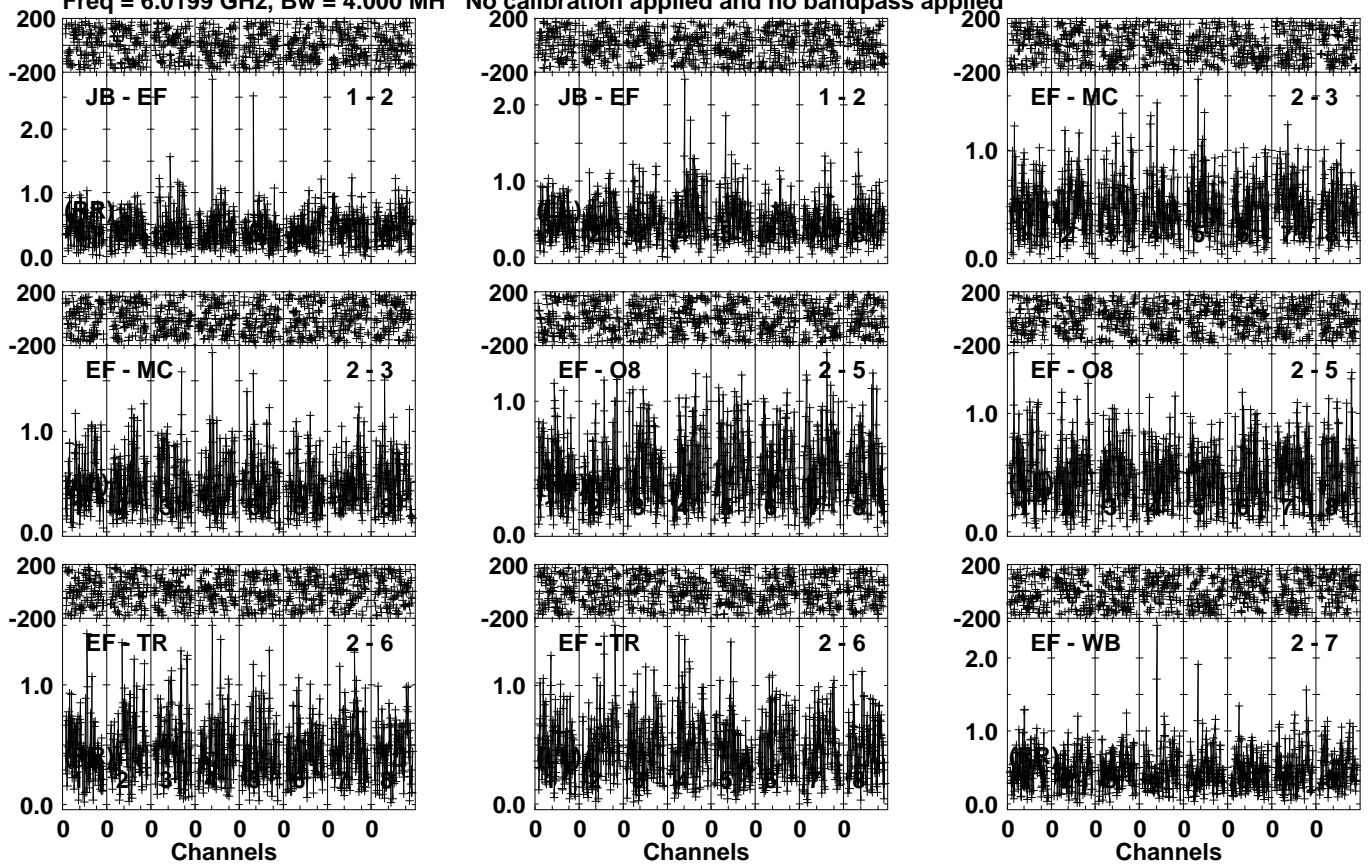 Freq = 6.0199 GHz, Bw = 4.000 MH No calibration applied and no bandpass applied
200 200 200
-200 -200 -200
JB - EF 1 - 2 JB - EF 1 - 2 EF - MC 2 - 3
2.0 2.0 1.0
1.0 1.0
(RR)
0.0 0.0 0.0
200 200 200
-200 -200 -200
EF - MC 2 - 3 EF - O8 2 - 5 EF - O8 2 - 5
1.0 1.0 1.0
0.0 0.0 0.0
200 200 200
-200 -200 -200
EF - TR 2 - 6 EF - TR 2 - 6 EF - WB 2 - 7
2.0
1.0 1.0 1.0
(RR)
0.0 0.0 0.0
0 0 0 0 0 0 0 0 0 0 0 0 0 0 0 0 0 0 0 0 0 0 0 0
Channels Channels Channels